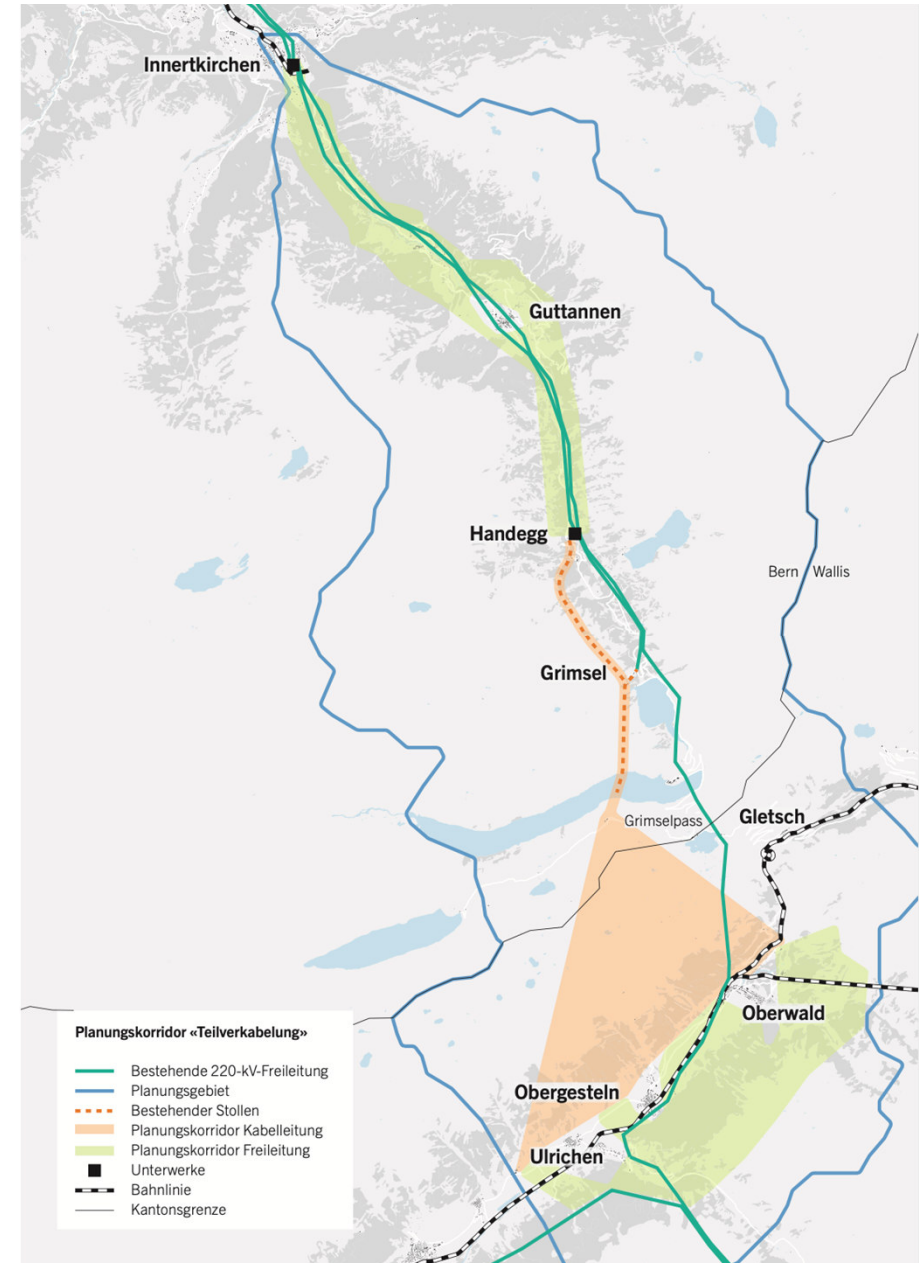 Innertkirchen
Guttannen
Handegg
Bern Wallis
Grimsel
Gletsch
Grimselpass
Oberwald
Obergesteln
Ulrichen
Planungskorridor «Teilverkabelung»
Bestehende 220-kV-Freileitung
Planungsgebiet
Bestehender Stollen
Planungskorridor Kabelleitung
Planungskorridor Freileitung
Unterwerke
Bahnlinie
Kantonsgrenze